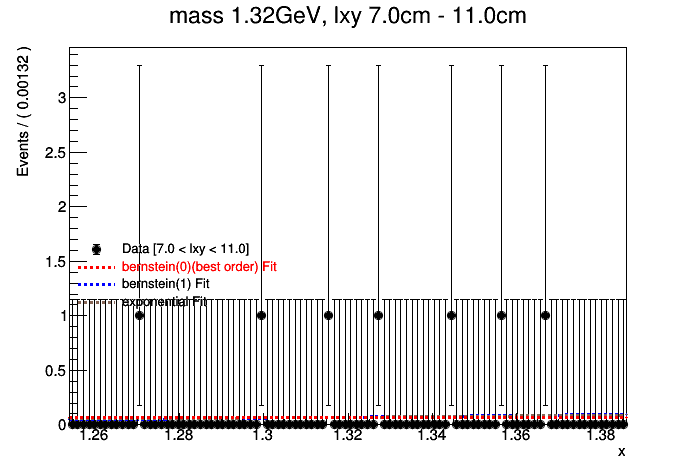 mass 1.32GeV, lxy 7.0cm - 11.0cm
Events / ( 0.00132 )
3
2.5
2
1.5
1
0.5
0
Data [7.0 < lxy < 11.0]
bernstein(0)(best order) Fit
bernstein(1) Fit
exponential Fit
1.26 1.28 1.3 1.32 1.34 1.36 1.38
x